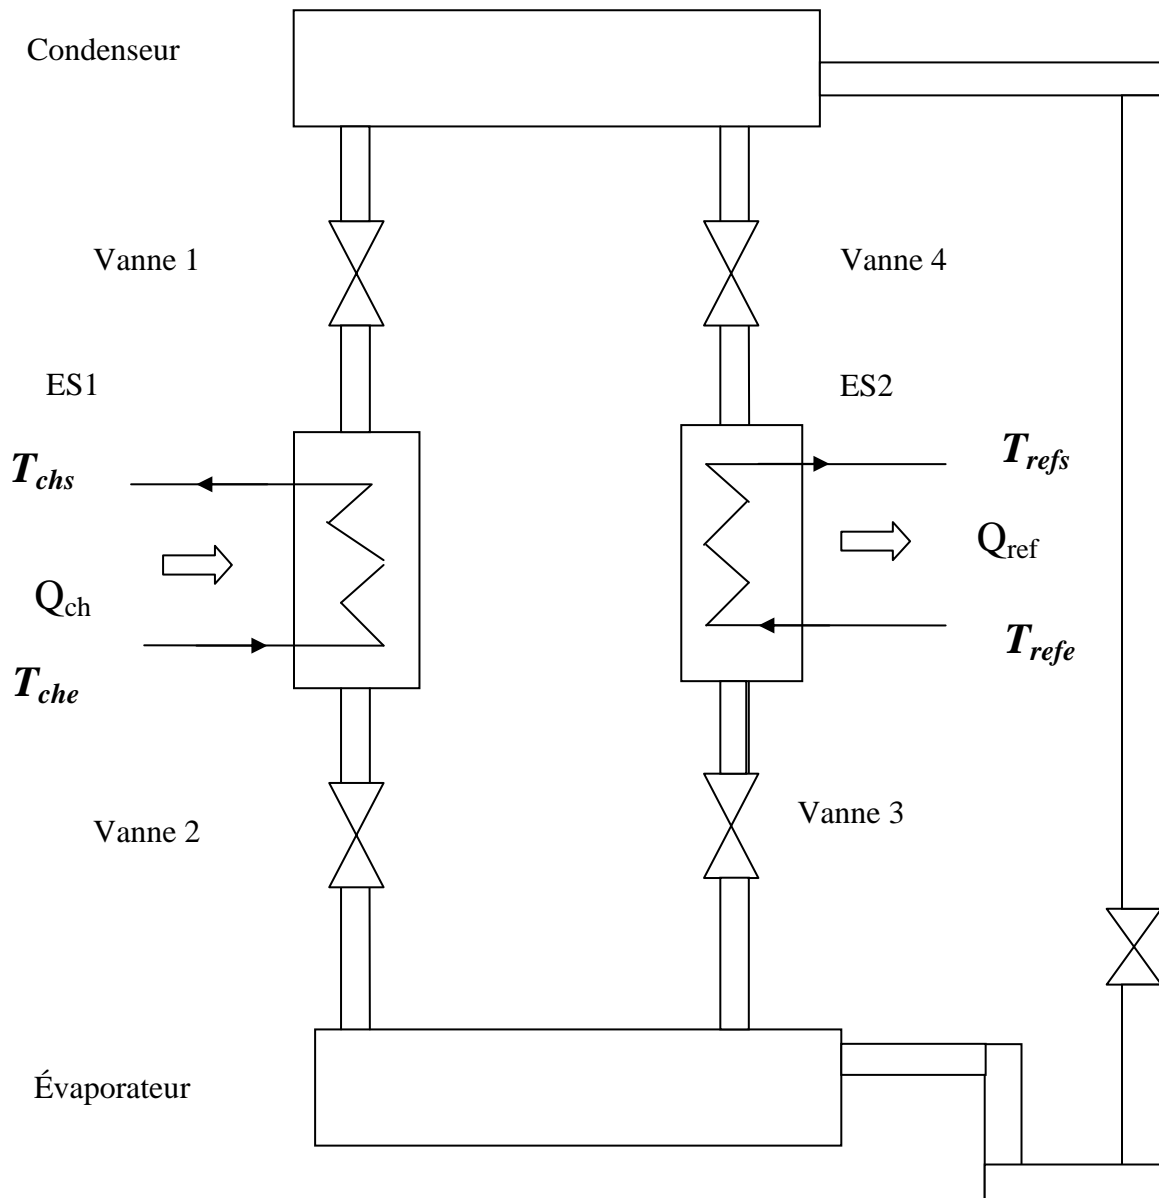 Condenseur
Vanne 1
Vanne 4
ES1
ES2
Tchs
Trefs
Qch
Qref
Tche
Trefe
Vanne 2
Vanne 3
Évaporateur